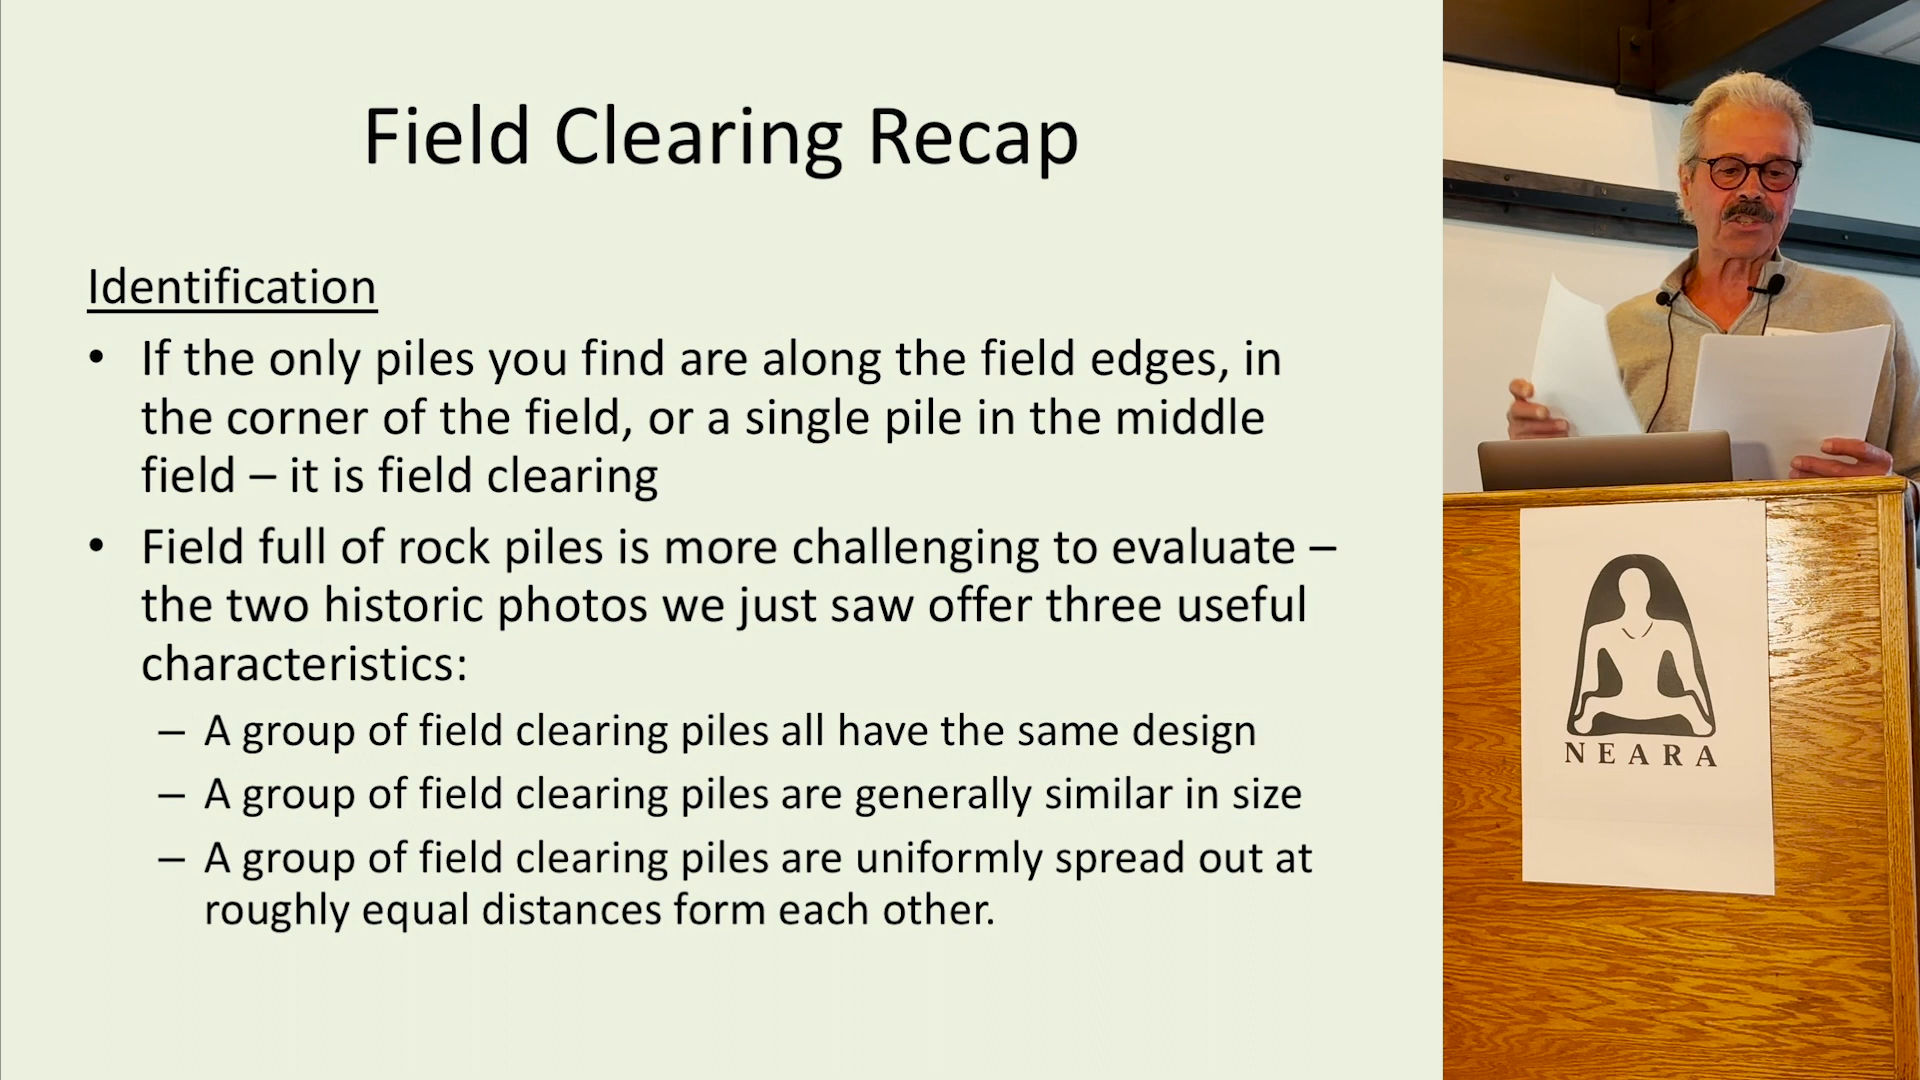 Field Clearing Recap
Identification
• If the only piles you find are along the field edges, in
the corner of the field, or a single pile in the middle
field – it is field clearing
• Field full of rock piles is more challenging to evaluate –
the two historic photos we just saw offer three useful
characteristics:
– A group of field clearing piles all have the same design
– A group of field clearing piles are generally similar in size
– A group of field clearing piles are uniformly spread out at
roughly equal distances form each other.
NEARA